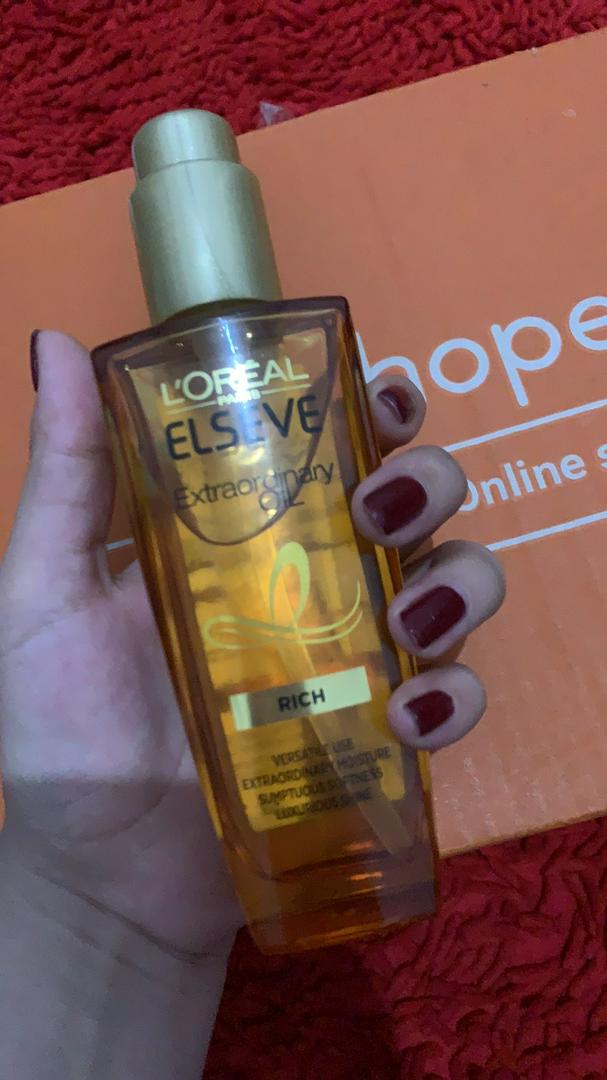 L'ORÉAL
PARIS
ELSEVE
Extraordinary
OIL
RICH
VERSATILE USE
EXTRAORDINARY MOISTURE
SUMPTUOUS SOFTNESS
LUXURIOUS SHINE
hope
Online s